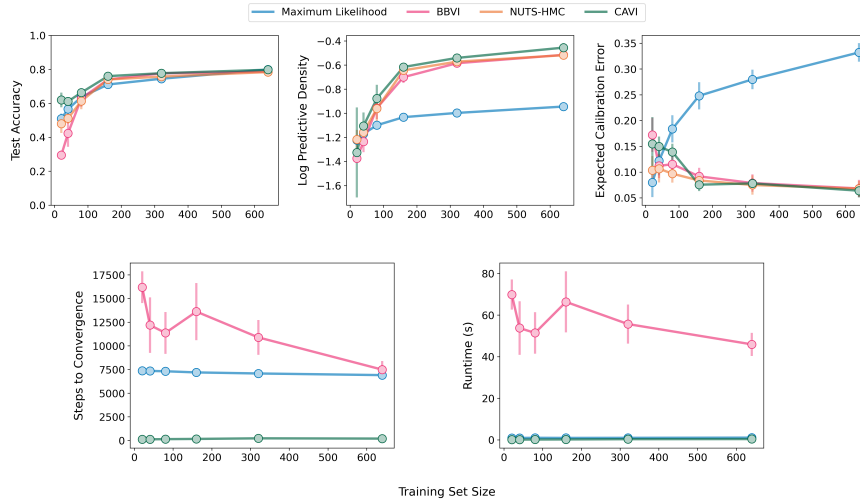 Maximum Likelihood BBVI NUTS-HMC CAVI
Test Accuracy
1.0
0.8
0.6
0.4
0.2
0.0
0 100 200 300 400 500 600
Log Predictive Density
−0.4
−0.6
−0.8
−1.0
−1.2
−1.4
−1.6
0 100 200 300 400 500 600
Expected Calibration Error
0.35
0.30
0.25
0.20
0.15
0.10
0.05
0 100 200 300 400 500 600
Steps to Convergence
17500
15000
12500
10000
7500
5000
2500
0
0 100 200 300 400 500 600
Runtime (s)
80
60
40
20
0
0 100 200 300 400 500 600
Training Set Size